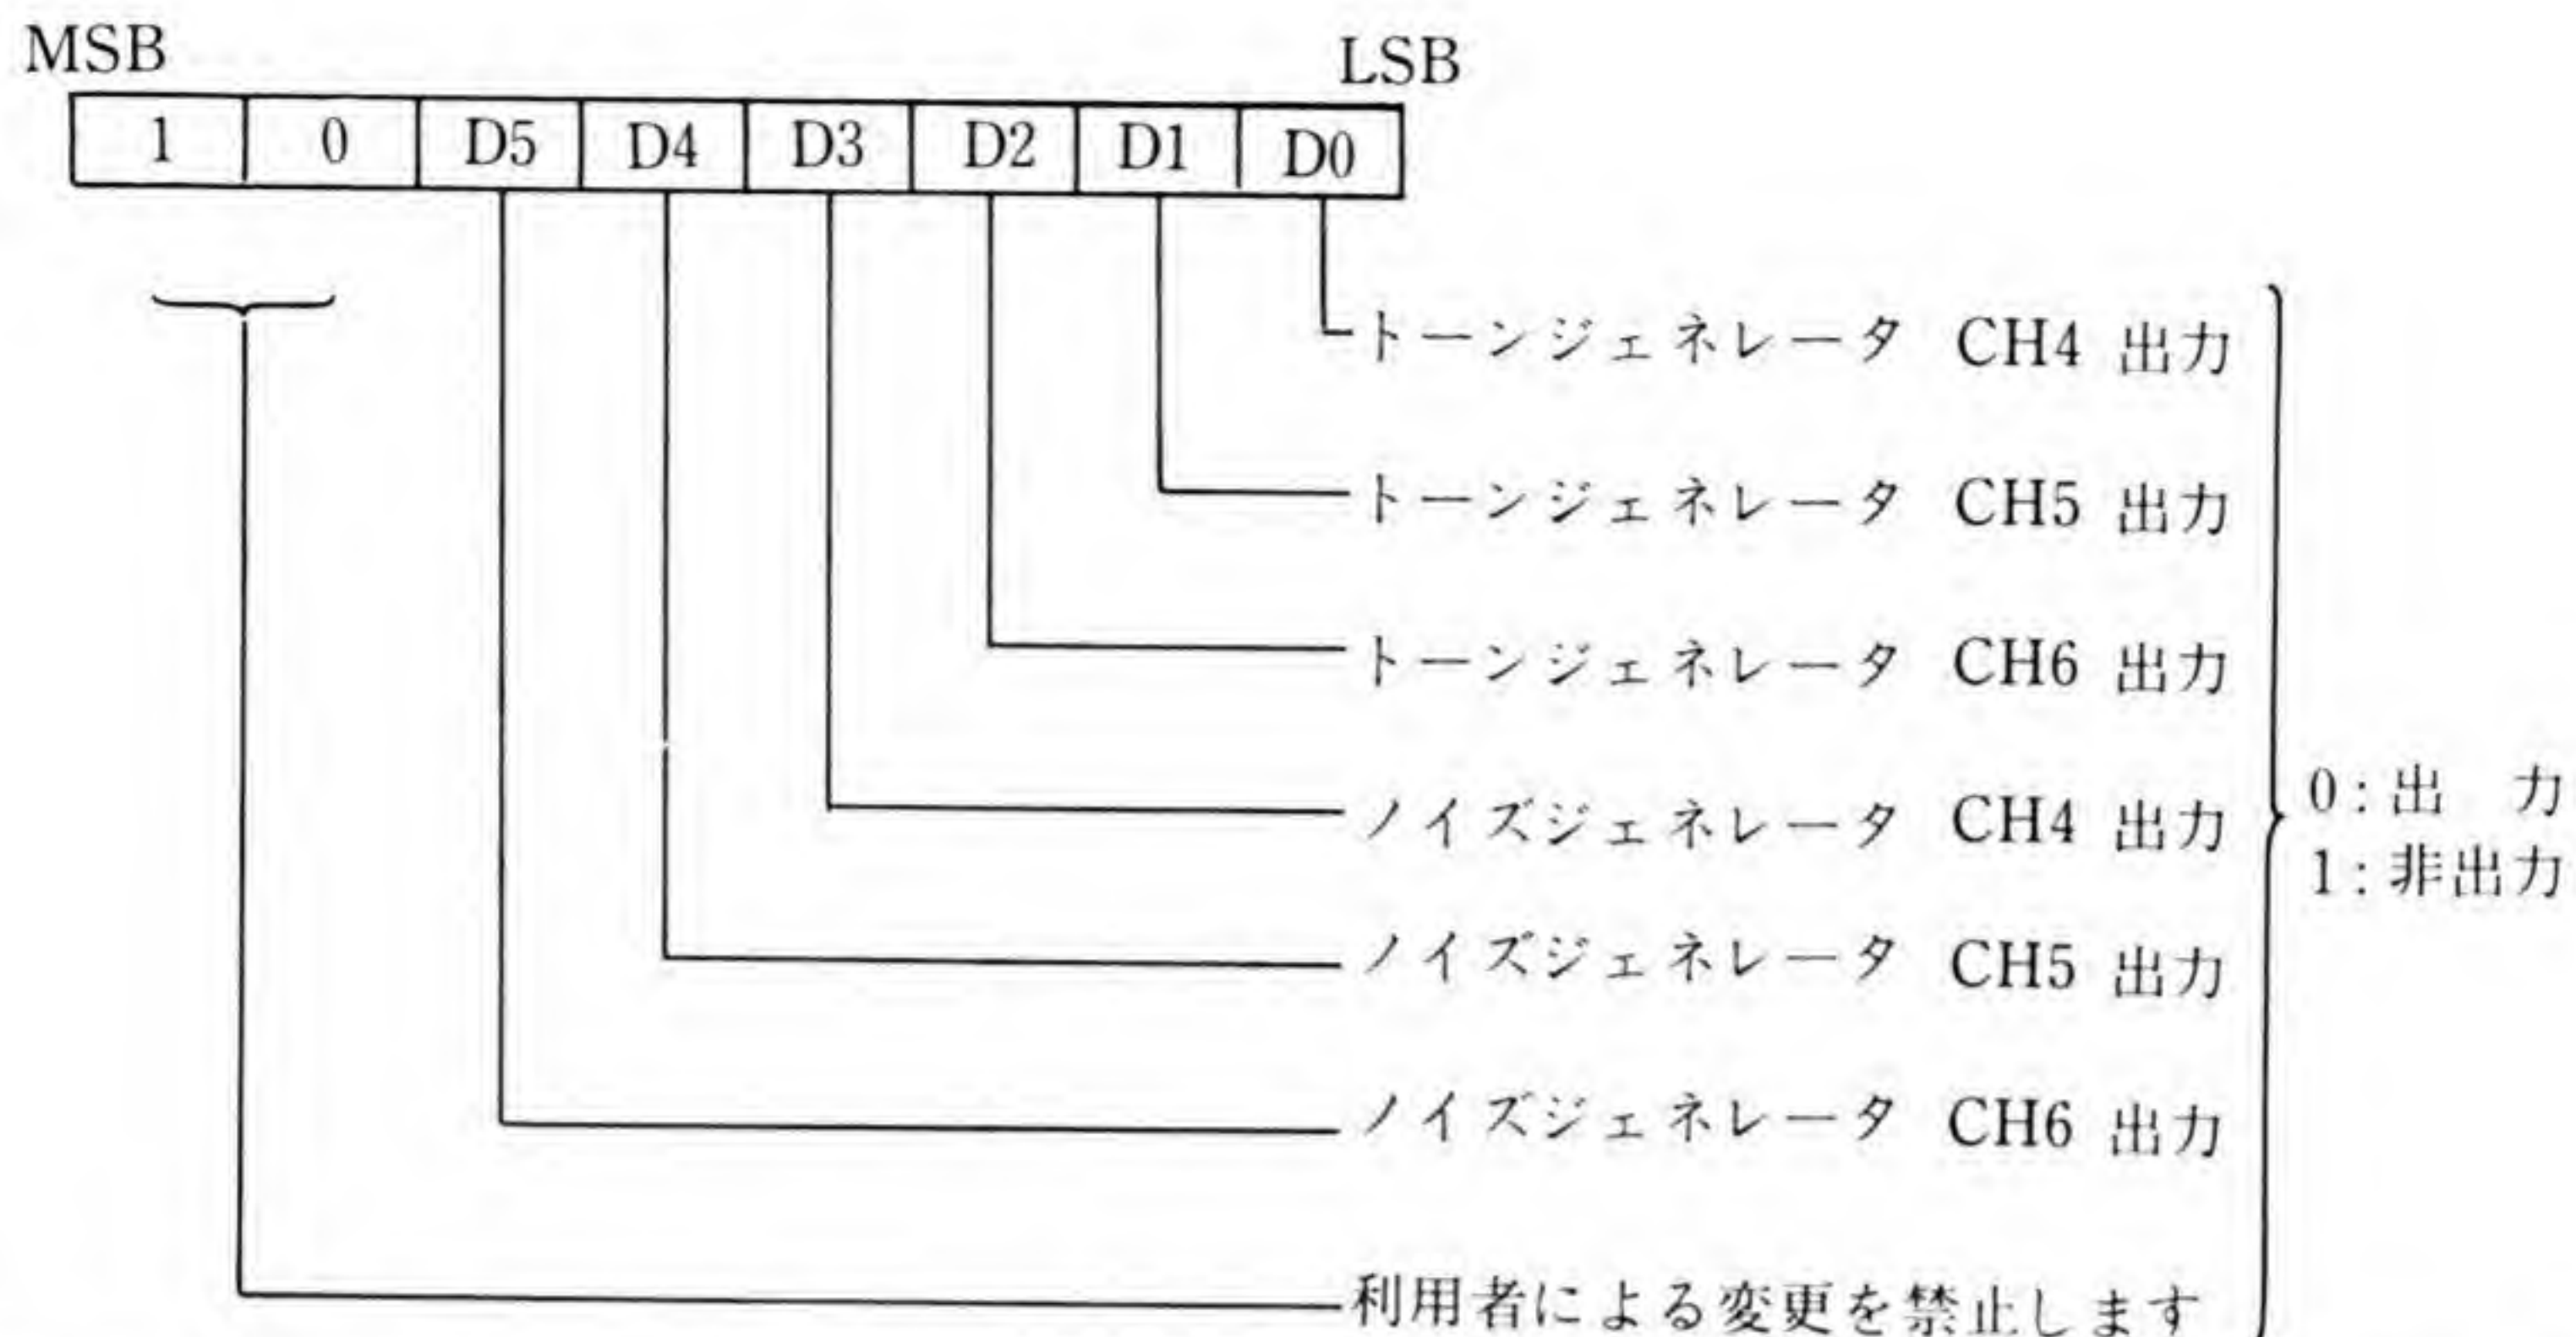 MSB LSB
1 0 D5 D4 D3 D2 D1 D0
トーンジェネレータ CH4 出力
トーンジェネレータ CH5 出力
トーンジェネレータ CH6 出力
ノイズジェネレータ CH4 出力
0:出 力
1:非出力
ノイズジェネレータ CH5 出力
ノイズジェネレータ CH6 出力
利用者による変更を禁止します